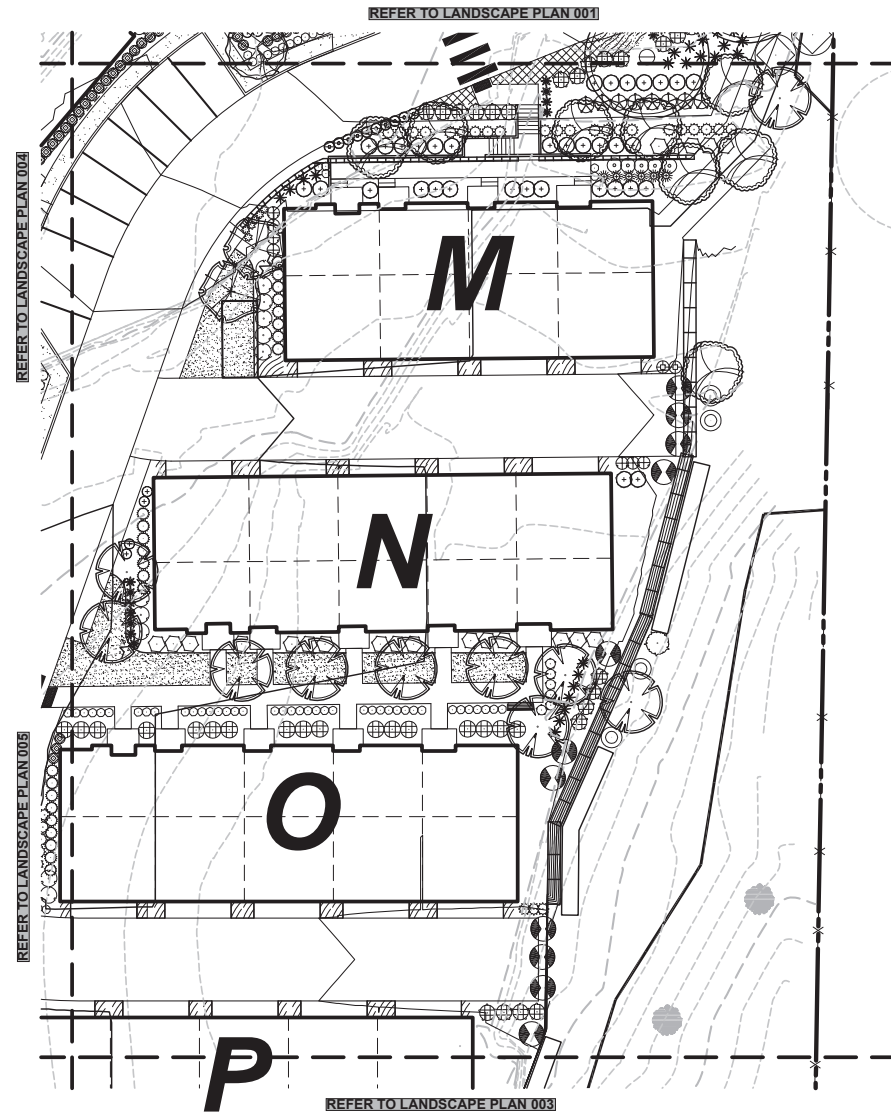 REFER TO LANDSCAPE PLAN 001
REFER TO LANDSCAPE PLAN 004
M
N
REFER TO LANDSCAPE PLAN 005
O
P
REFER TO LANDSCAPE PLAN 003